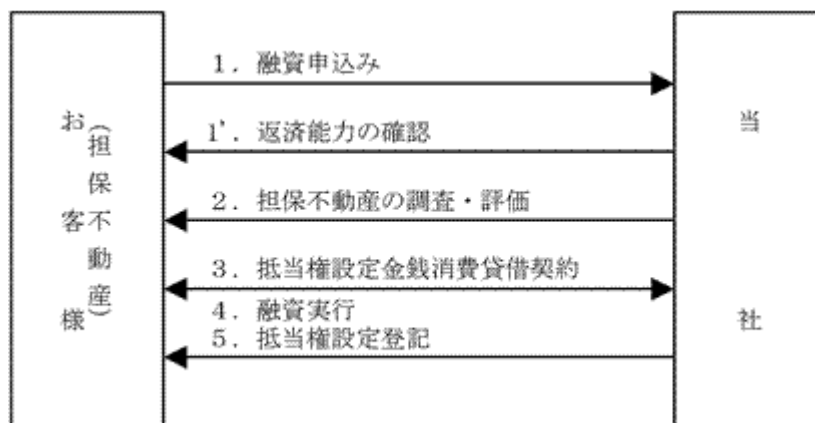 お客様
(担保不動産)
1．融資申込み
1'．返済能力の確認
2．担保不動産の調査・評価
3．抵当権設定金銭消費貸借契約
4．融資実行
5．抵当権設定登記
当社